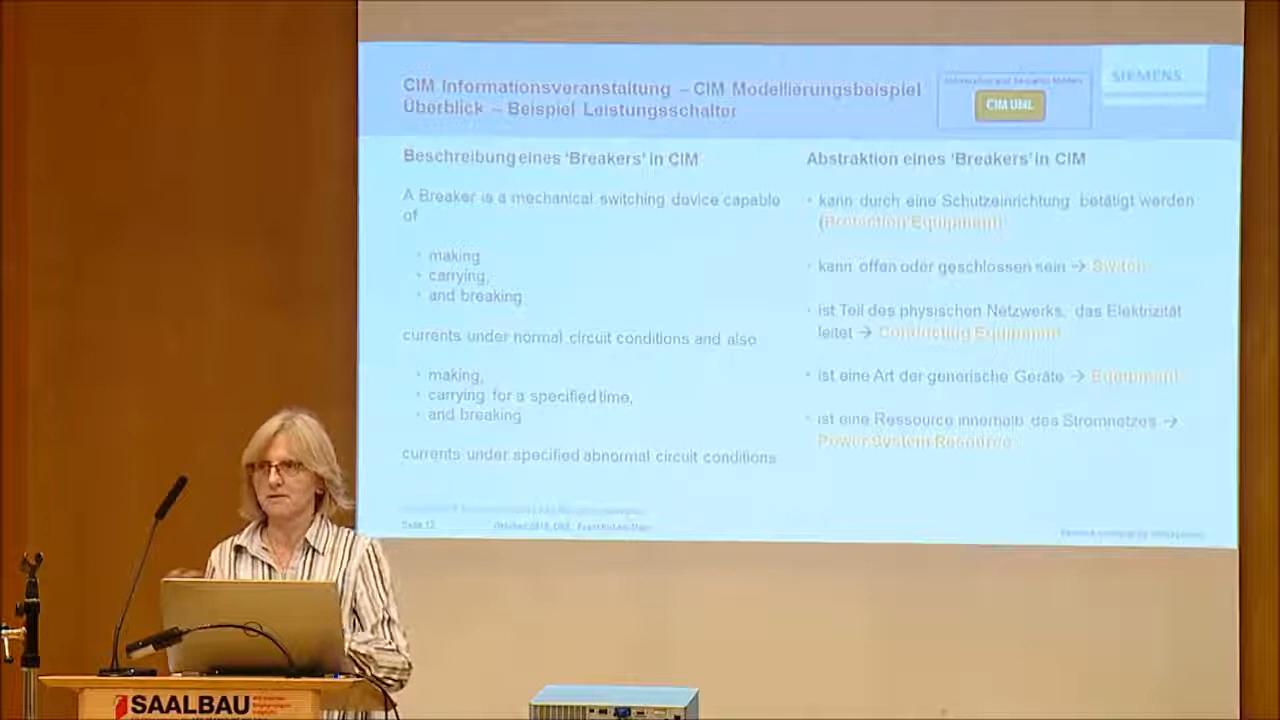 CIM Informationsveranstaltung – CIM Modellierungsbeispiel
Überblick – Beispiel Leistungsschalter
CIM UML
SIEMENS
Beschreibung eines ‘Breakers’ in CIM
A Breaker is a mechanical switching device capable
of
• making
• carrying,
• and breaking
currents under normal circuit conditions and also
• making,
• carrying for a specified time,
• and breaking
currents under specified abnormal circuit conditions
Abstraktion eines ‘Breakers’ in CIM
• kann durch eine Schutzeinrichtung betätigt werden
(Protection Equipment)
• kann offen oder geschlossen sein → Switch
• ist Teil des physischen Netzwerks, das Elektrizität
leitet → Conducting Equipment
• ist eine Art der generische Geräte → Equipment
• ist eine Ressource innerhalb des Stromnetzes →
Power System Resource
Seite 12
SAALBAU